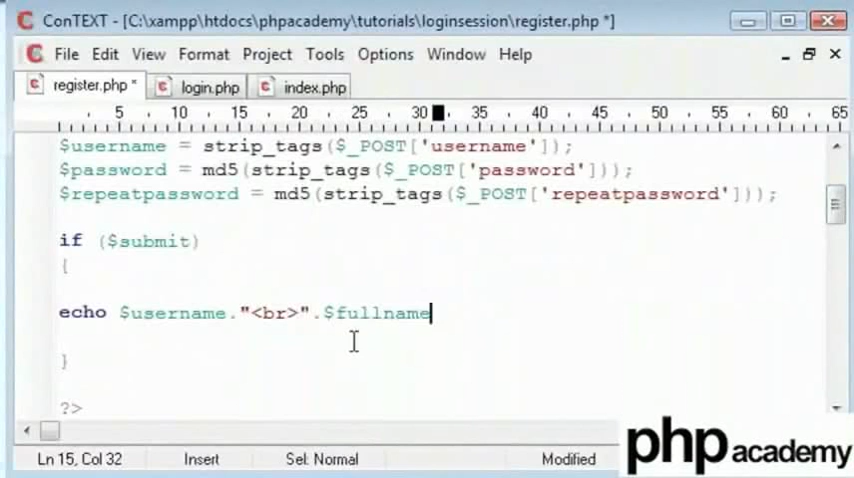 ConTEXT - [C:\xampp\htdocs\phpacademy\tutorials\loginsession\register.php *]
File Edit View Format Project Tools Options Window Help
register.php * login.php index.php
5 10 15 20 25 30 35 40 45 50 55 60 65
$username = strip_tags($_POST['username']);
$password = md5(strip_tags($_POST['password']));
$repeatpassword = md5(strip_tags($_POST['repeatpassword']));
if ($submit)
{
echo $username."<br>".$fullname
}
?>
Ln 15, Col 32 Insert Sel: Normal Modified
php academy